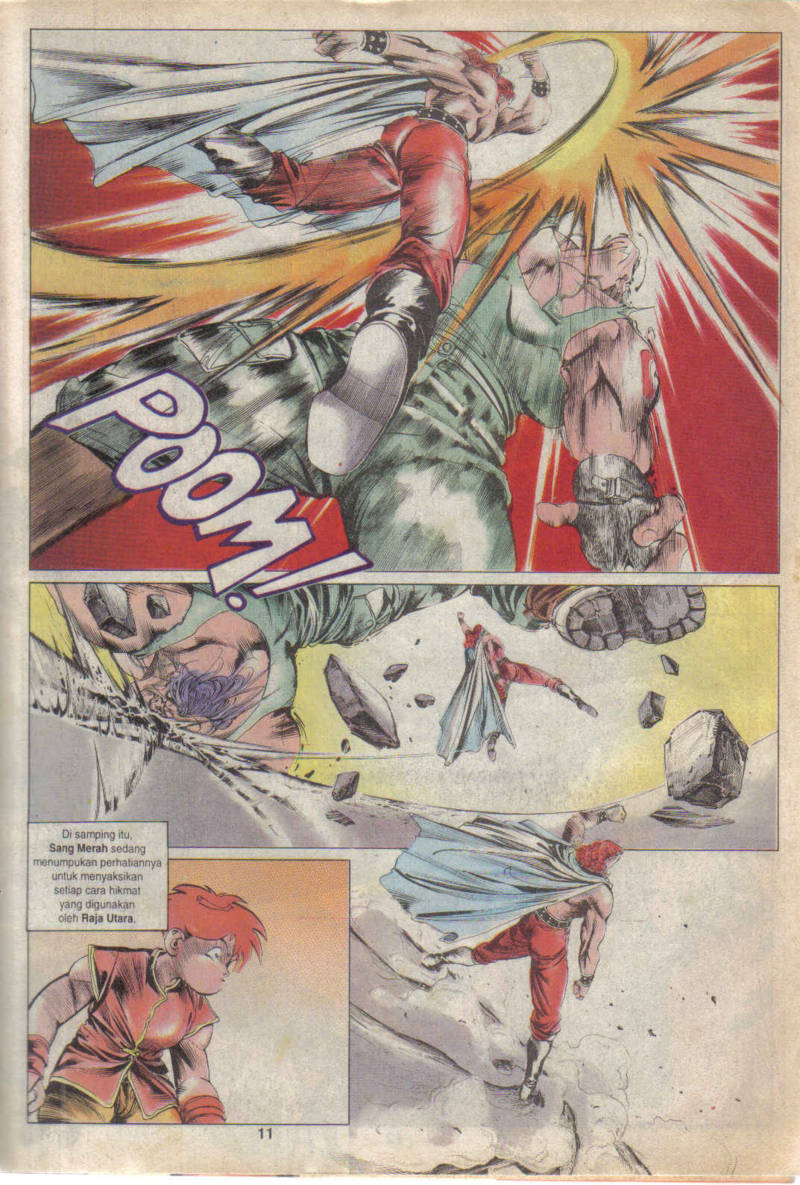 POOM!
Di samping itu,
Sang Merah sedang
menumpukan perhatiannya
untuk menyaksikan
setiap cara hikmat
yang digunakan
oleh Raja Utara.
11